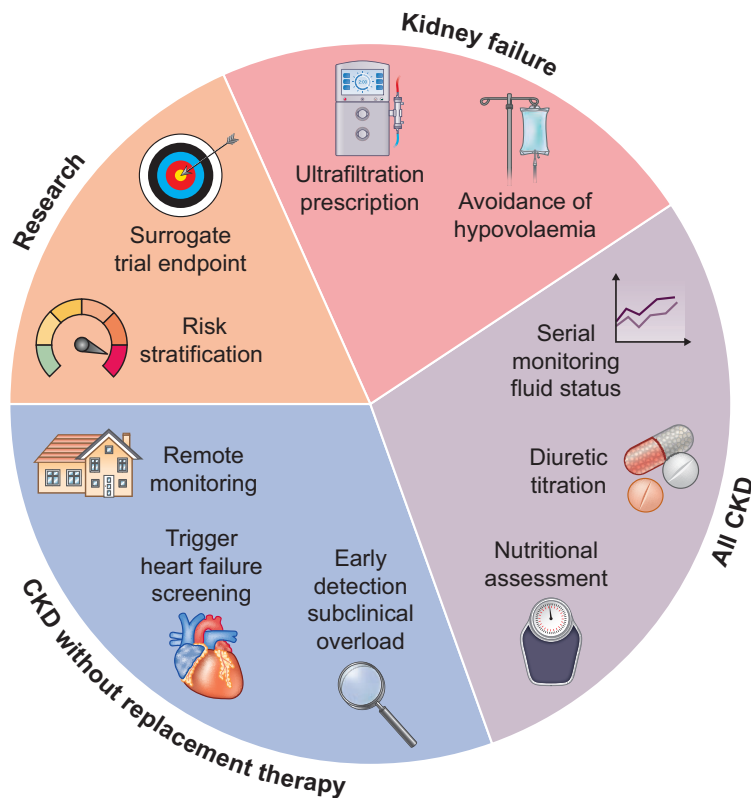 Kidney failure
Ultrafiltration
prescription
Avoidance of
hypovolaemia
All CKD
Serial
monitoring
fluid status
Diuretic
titration
Nutritional
assessment
CKD without replacement therapy
Early
detection
subclinical
overload
Trigger
heart failure
screening
Remote
monitoring
Research
Risk
stratification
Surrogate
trial endpoint